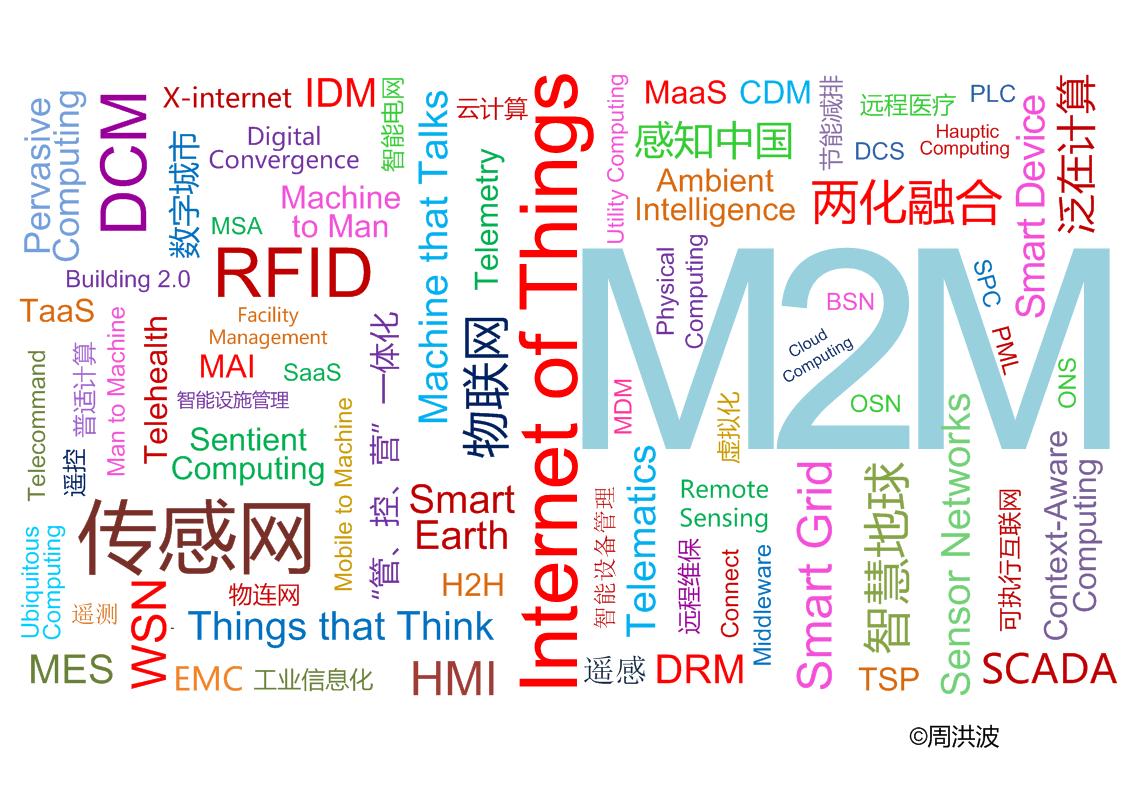 Pervasive
Computing
DCM
X-internet
IDM
智能电网
数字城市
Digital
Convergence
Machine
to Man
MSA
Building 2.0
RFID
Machine that Talks
云计算
Telemetry
Internet of Things
Utility Computing
MaaS
CDM
节能减排
远程医疗
PLC
感知中国
DCS
Hauptic
Computing
Smart Device
泛在计算
Ambient
Intelligence
两化融合
M2M
Physical
Computing
BSN
SPC
Cloud
Computing
PML
ONS
OSN
MDM
虚拟化
TaaS
Man to Machine
Telehealth
Facility
Management
MAI
SaaS
智能设施管理
Telecommand
普适计算
遥控
Sentient
Computing
Mobile to Machine
“管、控、营”一体化
物联网
Smart
Earth
传感网
Ubiquitous
Computing
遥测
WSN
物连网
H2H
Things that Think
MES
EMC
工业信息化
HMI
智能设备管理
Telematics
Remote
Sensing
远程维保
Connect
Middleware
Smart Grid
智慧地球
Sensor Networks
可执行互联网
Context-Aware
Computing
遥感
DRM
TSP
SCADA
©周洪波